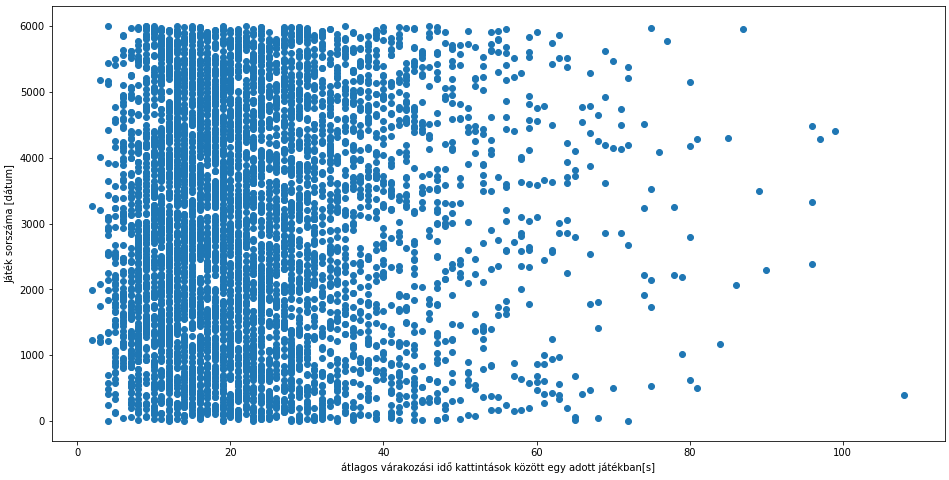 6000
5000
4000
3000
2000
1000
0
Játék sorszáma [dátum]
0 20 40 60 80 100
átlagos várakozási idő kattintások között egy adott játékban[s]